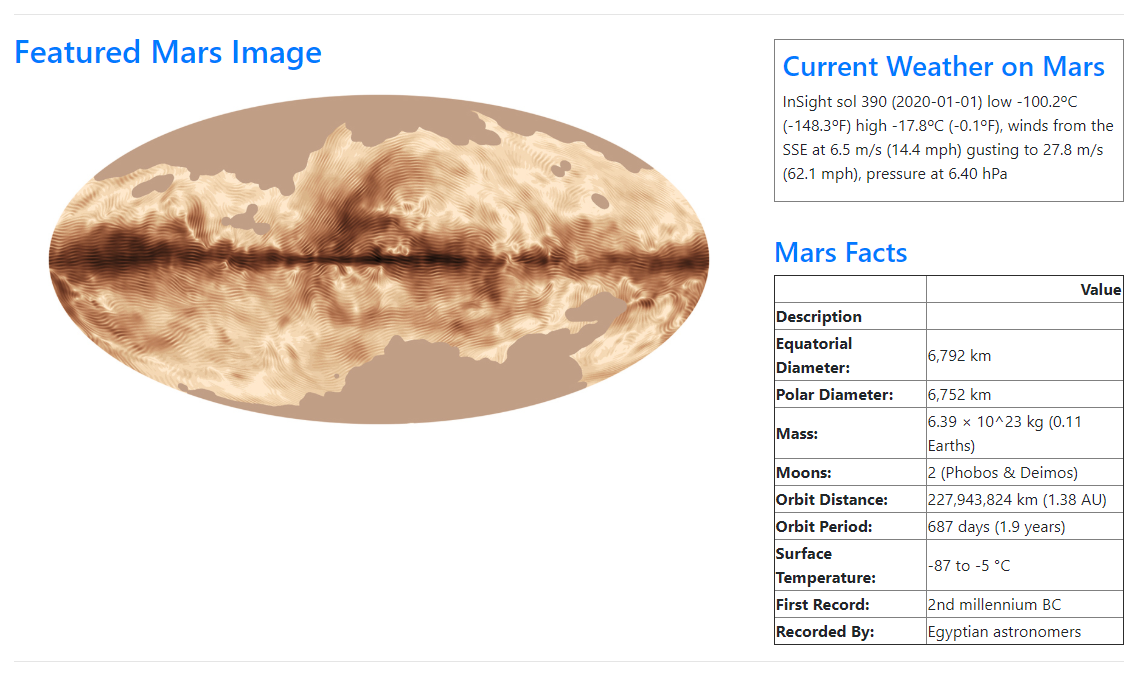 Featured Mars Image
Current Weather on Mars
InSight sol 390 (2020-01-01) low -100.2ºC
(-148.3ºF) high -17.8ºC (-0.1ºF), winds from the
SSE at 6.5 m/s (14.4 mph) gusting to 27.8 m/s
(62.1 mph), pressure at 6.40 hPa
Mars Facts
Value
Description
Equatorial
Diameter:
6,792 km
Polar Diameter:
6,752 km
Mass:
6.39 × 10^23 kg (0.11
Earths)
Moons:
2 (Phobos & Deimos)
Orbit Distance:
227,943,824 km (1.38 AU)
Orbit Period:
687 days (1.9 years)
Surface
Temperature:
-87 to -5 °C
First Record:
2nd millennium BC
Recorded By:
Egyptian astronomers